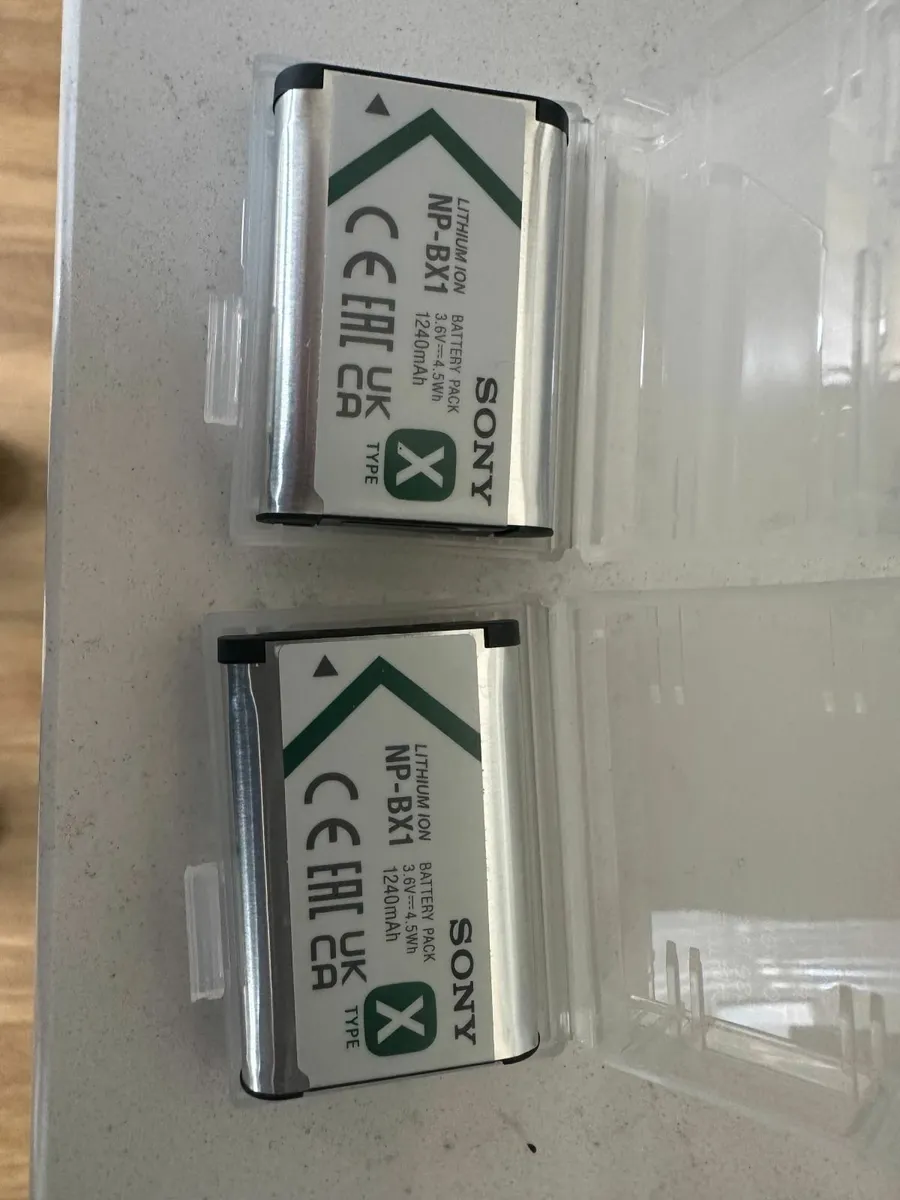 SONY
LITHIUM ION BATTERY PACK
NP-BX1 3.6V⎓4.5Wh
1240mAh
X
TYPE
CE EAC UK
CA
SONY
LITHIUM ION BATTERY PACK
NP-BX1 3.6V⎓4.5Wh
1240mAh
X
TYPE
CE EAC UK
CA